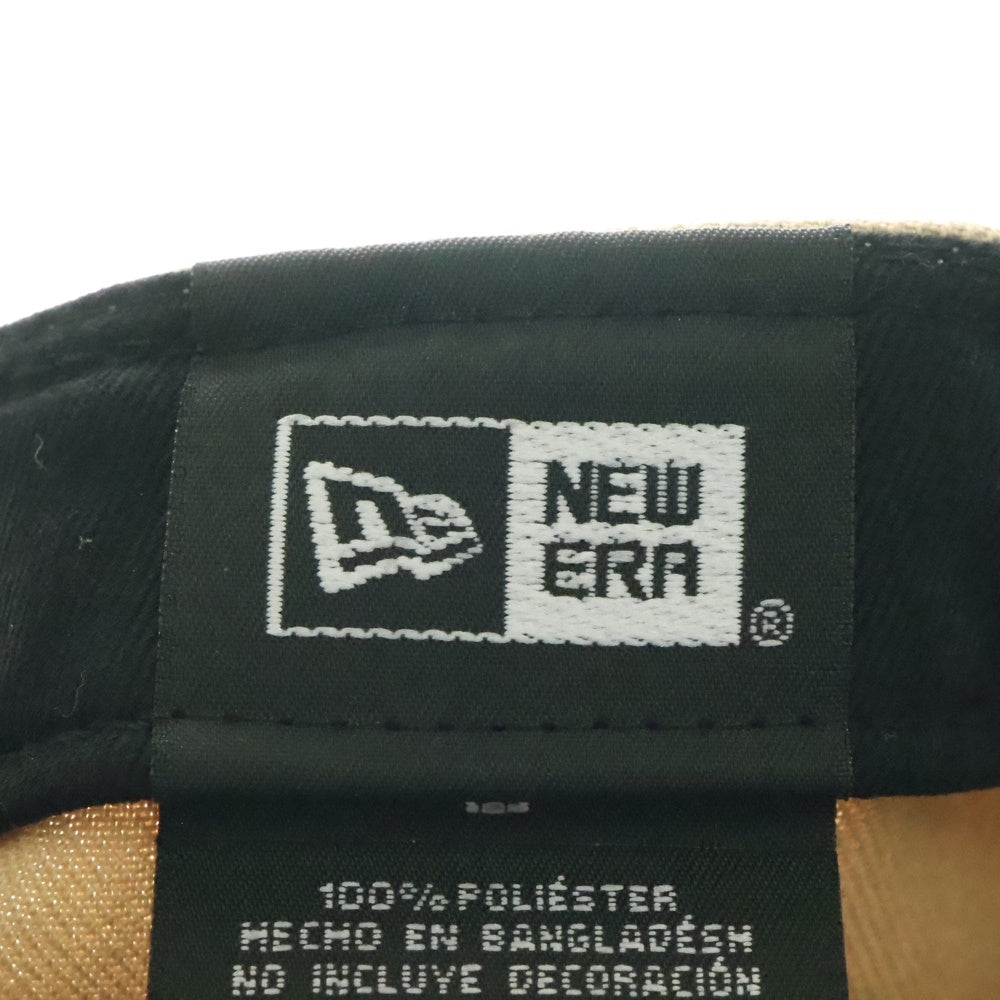 NEW
ERA
®
100% POLIÉSTER
HECHO EN BANGLADÉSH
NO INCLUYE DECORACIÓN